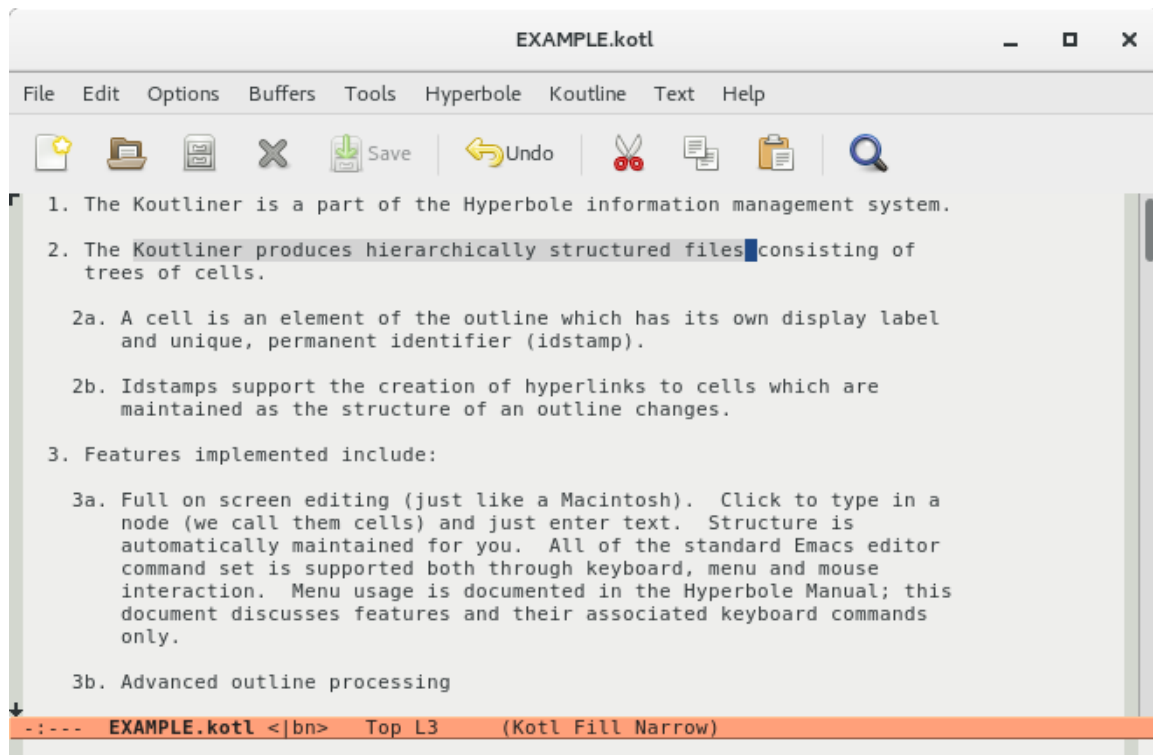 EXAMPLE.kotl
File Edit Options Buffers Tools Hyperbole Koutline Text Help
Save Undo
1. The Koutliner is a part of the Hyperbole information management system.
2. The Koutliner produces hierarchically structured files consisting of
trees of cells.
2a. A cell is an element of the outline which has its own display label
and unique, permanent identifier (idstamp).
2b. Idstamps support the creation of hyperlinks to cells which are
maintained as the structure of an outline changes.
3. Features implemented include:
3a. Full on screen editing (just like a Macintosh).  Click to type in a
node (we call them cells) and just enter text.  Structure is
automatically maintained for you.  All of the standard Emacs editor
command set is supported both through keyboard, menu and mouse
interaction.  Menu usage is documented in the Hyperbole Manual; this
document discusses features and their associated keyboard commands
only.
3b. Advanced outline processing
-:---  EXAMPLE.kotl <|bn>   Top L3     (Kotl Fill Narrow)